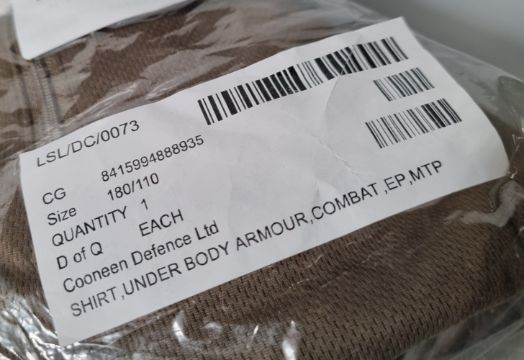 LSL/DC/0073
CG 8415994888935
Size 180/110
QUANTITY 1
D of Q EACH
Cooneen Defence Ltd
SHIRT,UNDER BODY ARMOUR,COMBAT ,EP,MTP